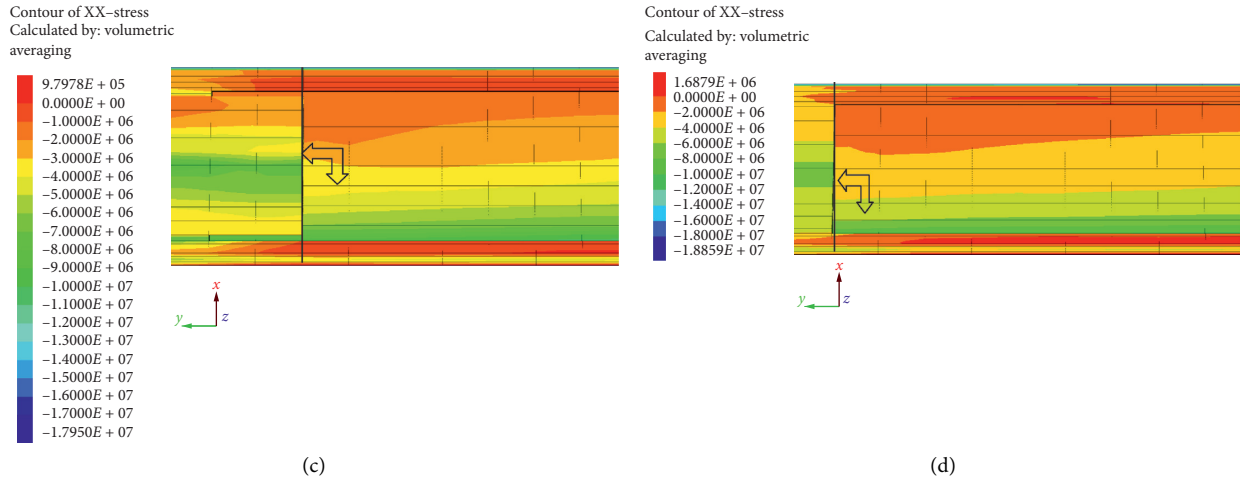 Contour of XX–stress
Calculated by: volumetric
averaging
9.7978E + 05
0.0000E + 00
–1.0000E + 06
–2.0000E + 06
–3.0000E + 06
–4.0000E + 06
–5.0000E + 06
–6.0000E + 06
–7.0000E + 06
–8.0000E + 06
–9.0000E + 06
–1.0000E + 07
–1.1000E + 07
–1.2000E + 07
–1.3000E + 07
–1.4000E + 07
–1.5000E + 07
–1.6000E + 07
–1.7000E + 07
–1.7950E + 07
x
y
z
(c)
Contour of XX–stress
Calculated by: volumetric
averaging
1.6879E + 06
0.0000E + 00
–2.0000E + 06
–4.0000E + 06
–6.0000E + 06
–8.0000E + 06
–1.0000E + 07
–1.2000E + 07
–1.4000E + 07
–1.6000E + 07
–1.8000E + 07
–1.8859E + 07
x
y
z
(d)